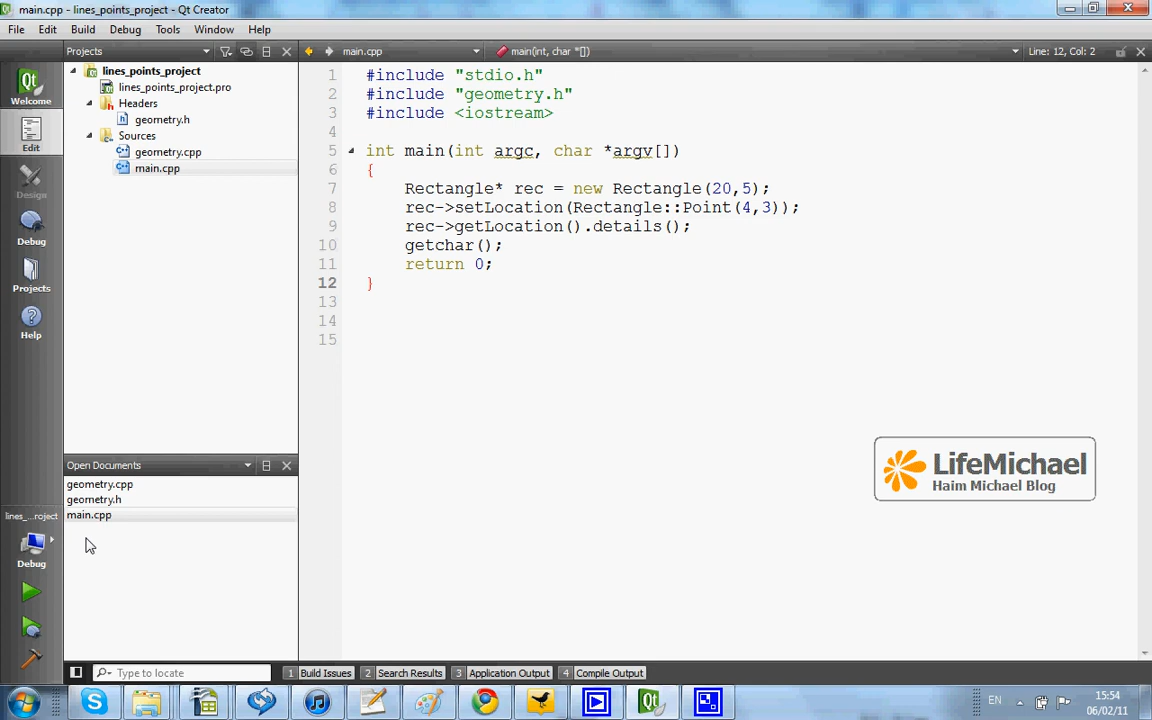 main.cpp - lines_points_project - Qt Creator
File Edit Build Debug Tools Window Help
Projects
main.cpp
main(int, char *[])
Line: 12, Col: 2
Welcome
Edit
Design
Debug
Projects
Help
lines_points_project
lines_points_project.pro
Headers
geometry.h
Sources
geometry.cpp
main.cpp
1 #include "stdio.h"
2 #include "geometry.h"
3 #include <iostream>
4
5 int main(int argc, char *argv[])
6 {
7 Rectangle* rec = new Rectangle(20,5);
8 rec->setLocation(Rectangle::Point(4,3));
9 rec->getLocation().details();
10 getchar();
11 return 0;
12 }
13
14
15
LifeMichael
Haim Michael Blog
Open Documents
geometry.cpp
geometry.h
main.cpp
lines_...roject
Debug
Type to locate
1 Build Issues 2 Search Results 3 Application Output 4 Compile Output
EN
15:54
06/02/11